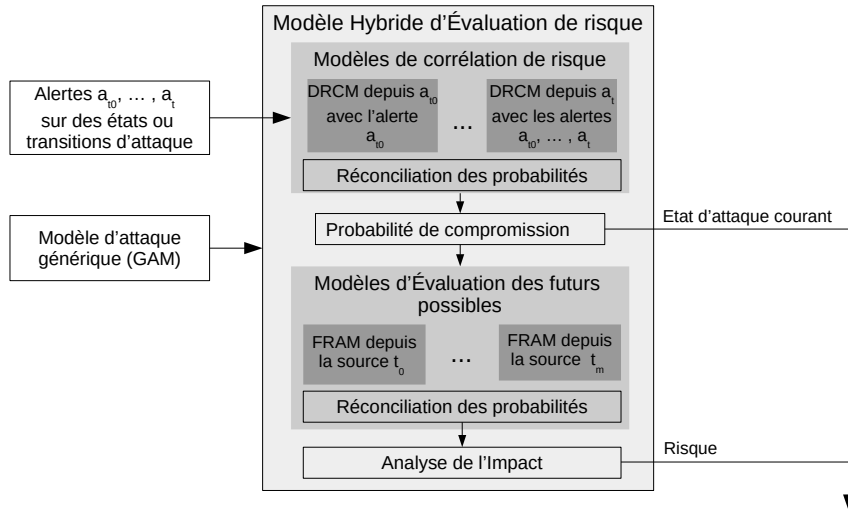 Modèle Hybride d’Évaluation de risque
Modèles de corrélation de risque
Alertes a_t0, … , a_t
sur des états ou
transitions d’attaque
DRCM depuis a_t0
avec l’alerte
a_t0
...
DRCM depuis a_t
avec les alertes
a_t0, … , a_t
Réconciliation des probabilités
Modèle d’attaque
générique (GAM)
Probabilité de compromission
Etat d’attaque courant
Modèles d’Évaluation des futurs
possibles
FRAM depuis
la source t_0
...
FRAM depuis
la source t_m
Réconciliation des probabilités
Analyse de l’Impact
Risque